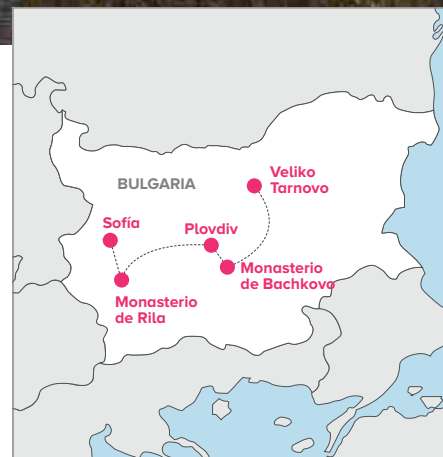 Veliko
Tarnovo
BULGARIA
Sofía
Plovdiv
Monasterio
de Bachkovo
Monasterio
de Rila